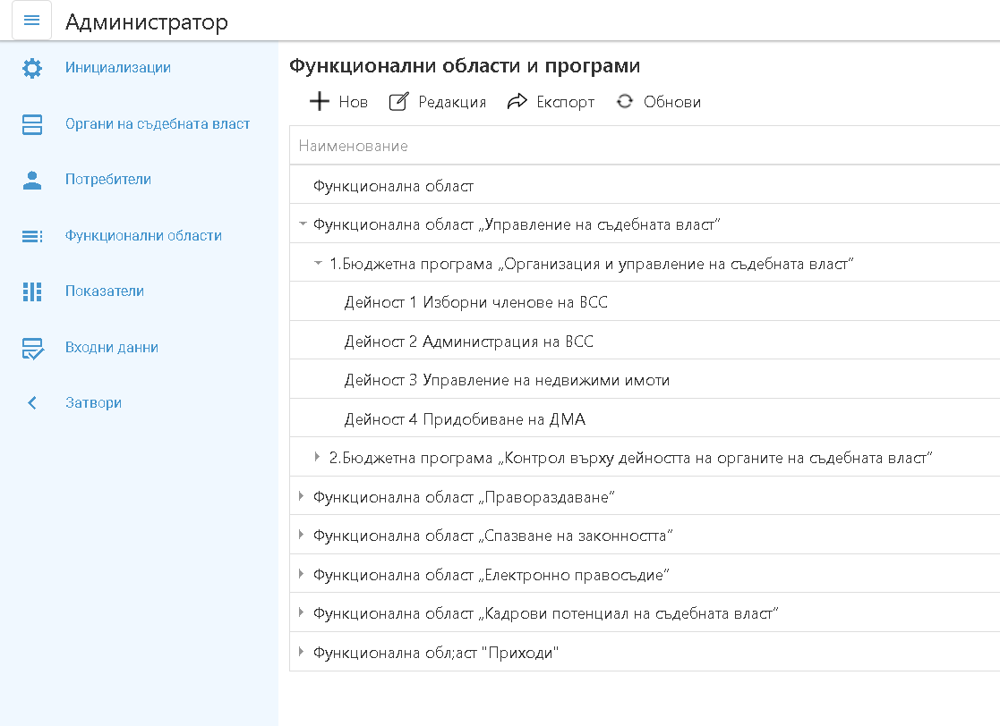 Администратор
Инициализации
Органи на съдебната власт
Потребители
Функционални области
Показатели
Входни данни
Затвори
Функционални области и програми
Нов Редакция Експорт Обнови
Наименование
Функционална област
Функционална област „Управление на съдебната власт“
1.Бюджетна програма „Организация и управление на съдебната власт“
Дейност 1 Изборни членове на ВСС
Дейност 2 Администрация на ВСС
Дейност 3 Управление на недвижими имоти
Дейност 4 Придобиване на ДМА
2.Бюджетна програма „Контрол върху дейността на органите на съдебната власт“
Функционална област „Правораздаване“
Функционална област „Спазване на законността“
Функционална област „Електронно правосъдие“
Функционална област „Кадрови потенциал на съдебната власт“
Функционална обл;аст "Приходи"